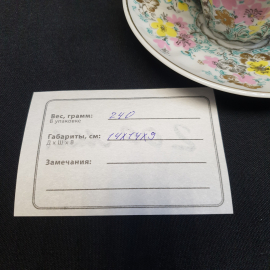 Вес, грамм: 240
В упаковке
Габариты, см: 14х14х9
Д х Ш х В
Замечания: